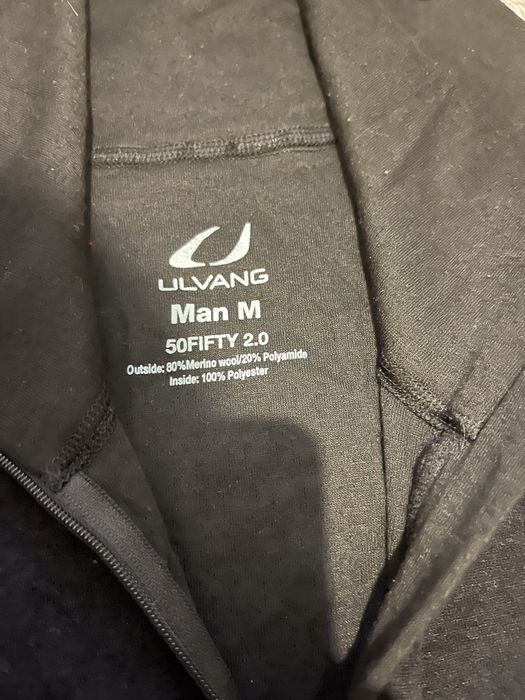 ULVANG
Man M
50FIFTY 2.0
Outside: 80%Merino wool/20% Polyamide
Inside: 100% Polyester